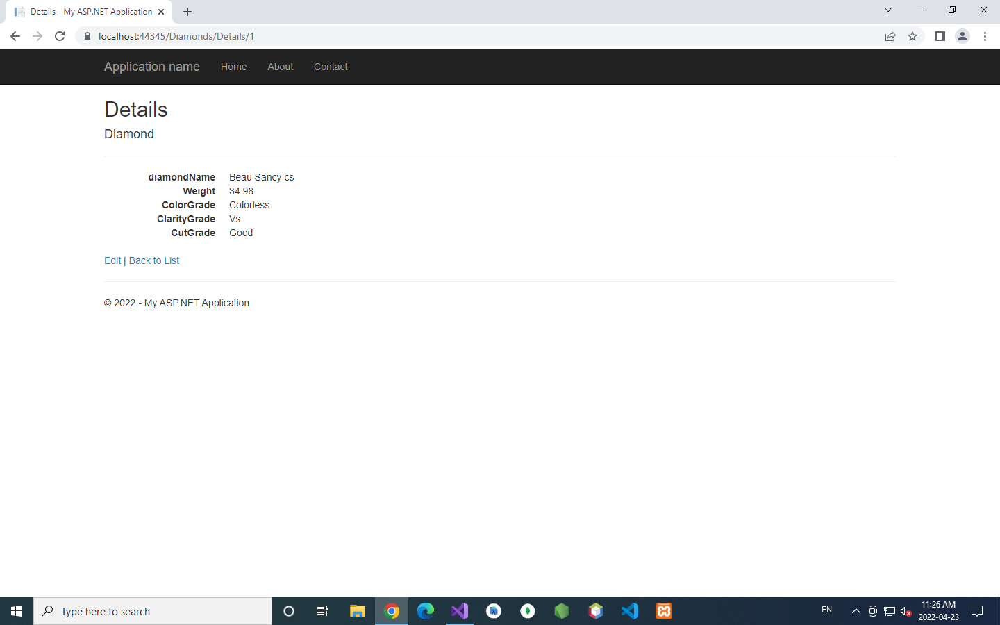 Details - My ASP.NET Application
localhost:44345/Diamonds/Details/1
Application name Home About Contact
Details
Diamond
diamondName Beau Sancy cs
Weight 34.98
ColorGrade Colorless
ClarityGrade Vs
CutGrade Good
Edit | Back to List
© 2022 - My ASP.NET Application
Type here to search
EN
11:26 AM
2022-04-23